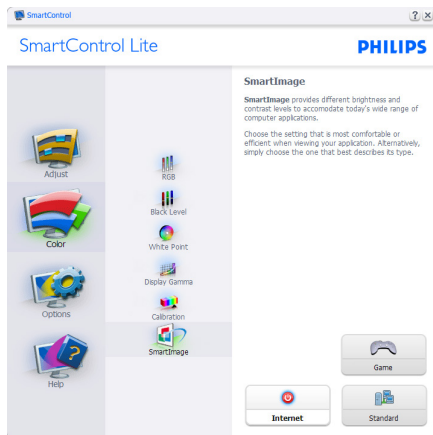 SmartControl
? X
SmartControl Lite
PHILIPS
Adjust
Color
Options
Help
RGB
Black Level
White Point
Display Gamma
Calibration
SmartImage
SmartImage
SmartImage provides different brightness and
contrast levels to accomodate today's wide range of
computer applications.
Choose the setting that is most comfortable or
efficient when viewing your application. Alternatively,
simply choose the one that best describes its type.
Game
Internet
Standard